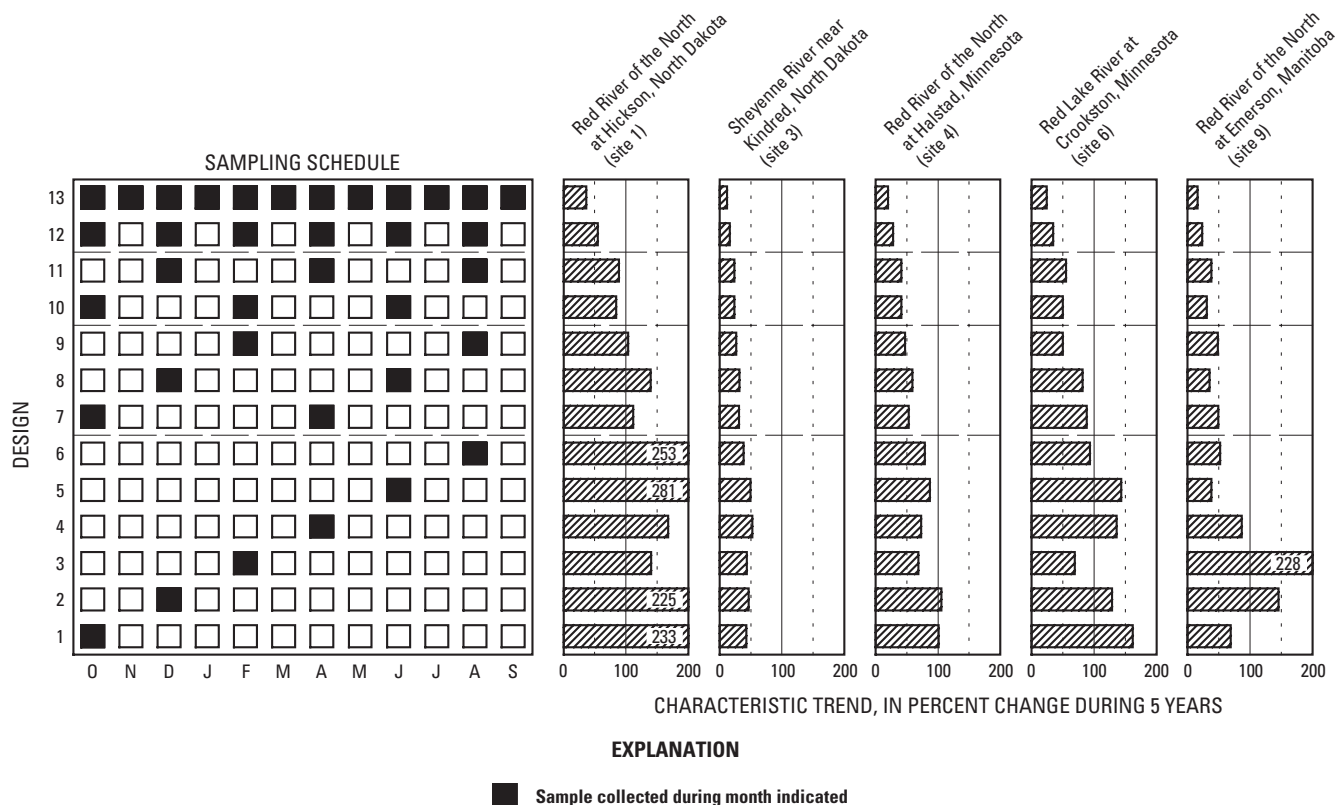 Red River of the North
at Hickson, North Dakota
(site 1)
Sheyenne River near
Kindred, North Dakota
(site 3)
Red River of the North
at Halstad, Minnesota
(site 4)
Red Lake River at
Crookston, Minnesota
(site 6)
Red River of the North
at Emerson, Manitoba
(site 9)
SAMPLING SCHEDULE
DESIGN
13
12
11
10
9
8
7
6
5
4
3
2
1
253
281
225
233
228
O N D J F M A M J J A S
0 100 200
0 100 200
0 100 200
0 100 200
0 100 200
CHARACTERISTIC TREND, IN PERCENT CHANGE DURING 5 YEARS
EXPLANATION
Sample collected during month indicated